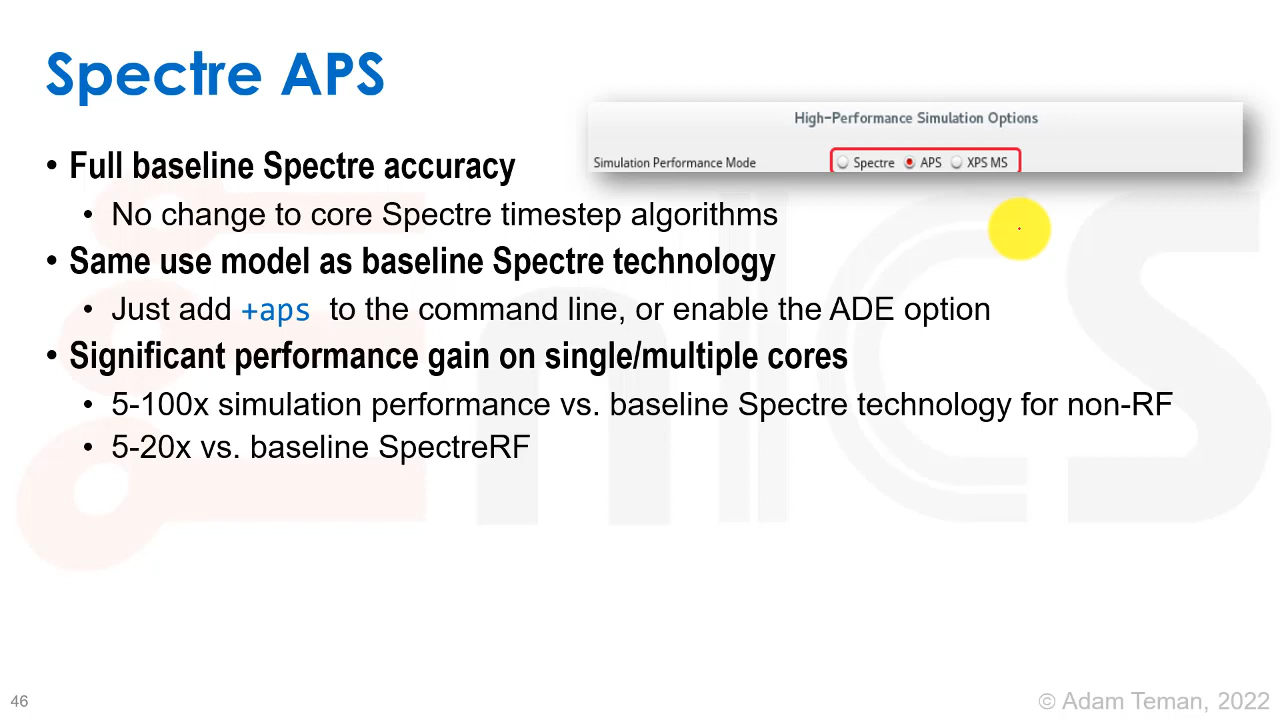 Spectre APS
High-Performance Simulation Options
Simulation Performance Mode Spectre APS XPS MS
• Full baseline Spectre accuracy
• No change to core Spectre timestep algorithms
• Same use model as baseline Spectre technology
• Just add +aps to the command line, or enable the ADE option
• Significant performance gain on single/multiple cores
• 5-100x simulation performance vs. baseline Spectre technology for non-RF
• 5-20x vs. baseline SpectreRF
enICS
46
© Adam Teman, 2022